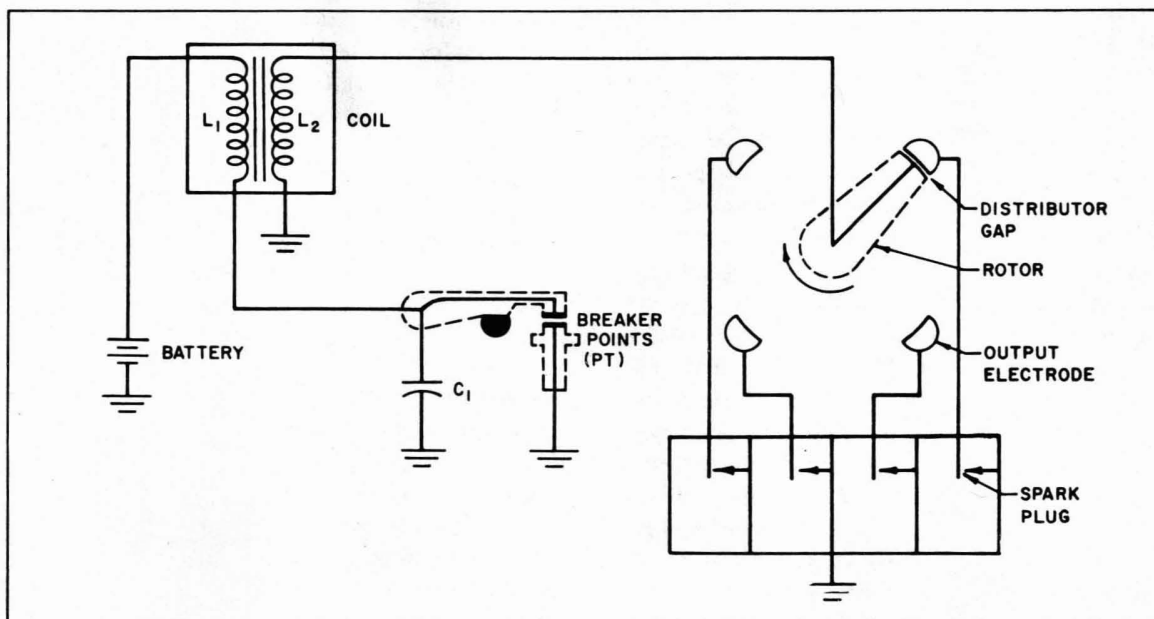 L₁
L₂
COIL
BATTERY
C₁
BREAKER
POINTS
(PT)
DISTRIBUTOR
GAP
ROTOR
OUTPUT
ELECTRODE
SPARK
PLUG